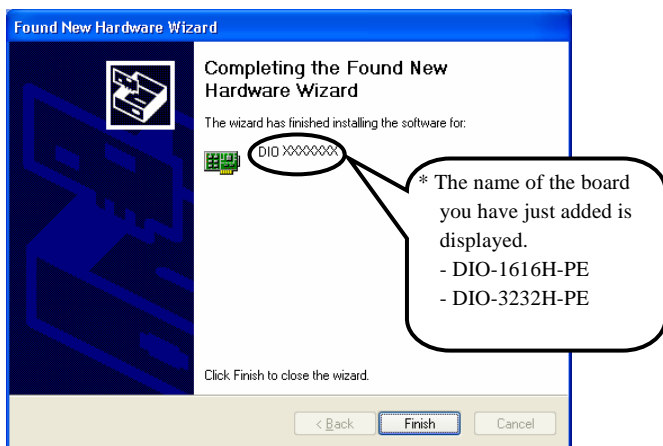 Found New Hardware Wizard
Completing the Found New
Hardware Wizard
The wizard has finished installing the software for:
DIO XXXXXXX
* The name of the board
you have just added is
displayed.
- DIO-1616H-PE
- DIO-3232H-PE
Click Finish to close the wizard.
< Back
Finish
Cancel